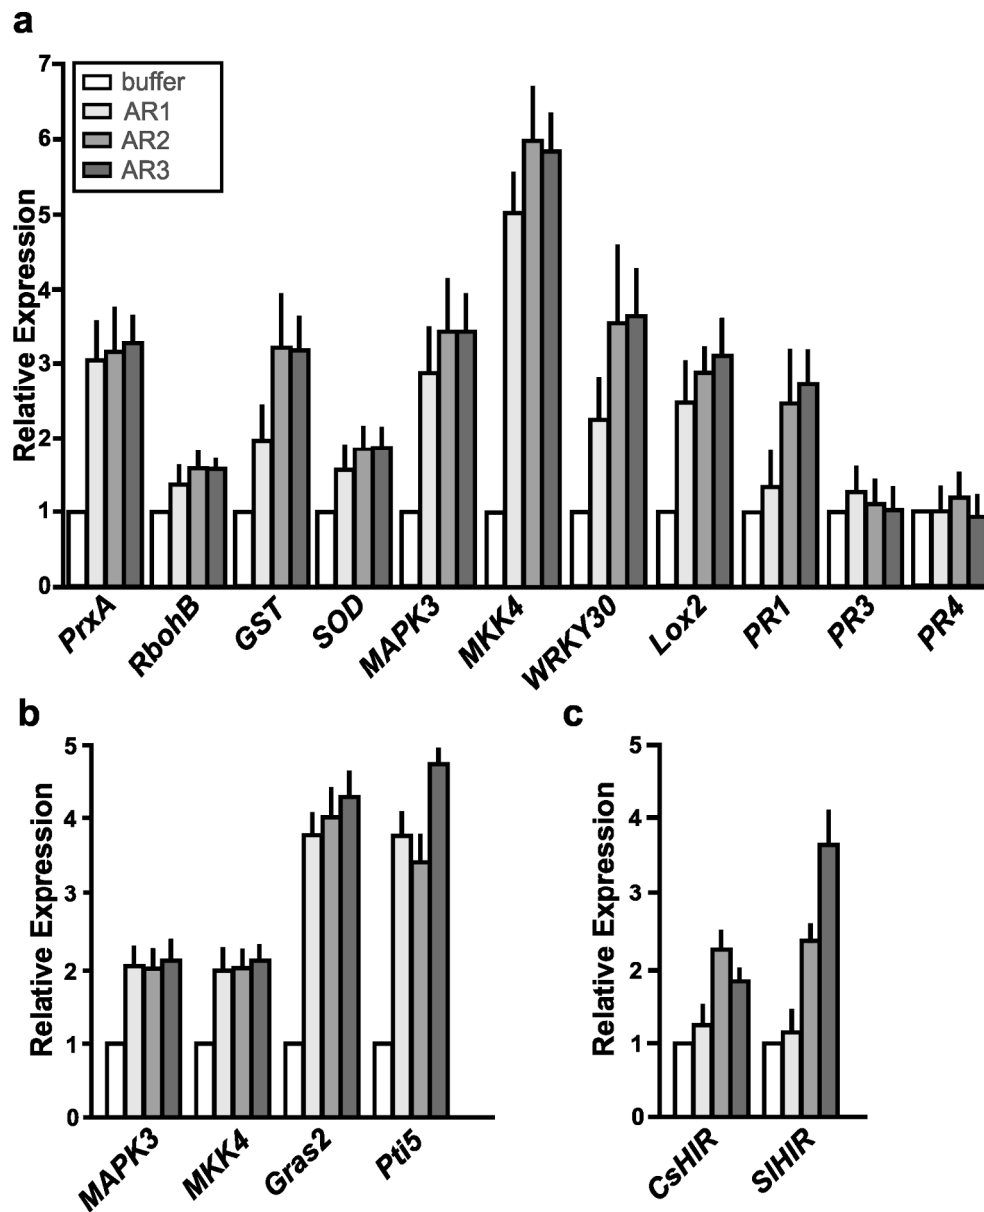 a
Relative Expression
7
6
5
4
3
2
1
0
buffer
AR1
AR2
AR3
PrxA
RbohB
GST
SOD
MAPK3
MKK4
WRKY30
Lox2
PR1
PR3
PR4
b
Relative Expression
5
4
3
2
1
0
MAPK3
MKK4
Gras2
Pti5
c
Relative Expression
5
4
3
2
1
0
CsHIR
SlHIR